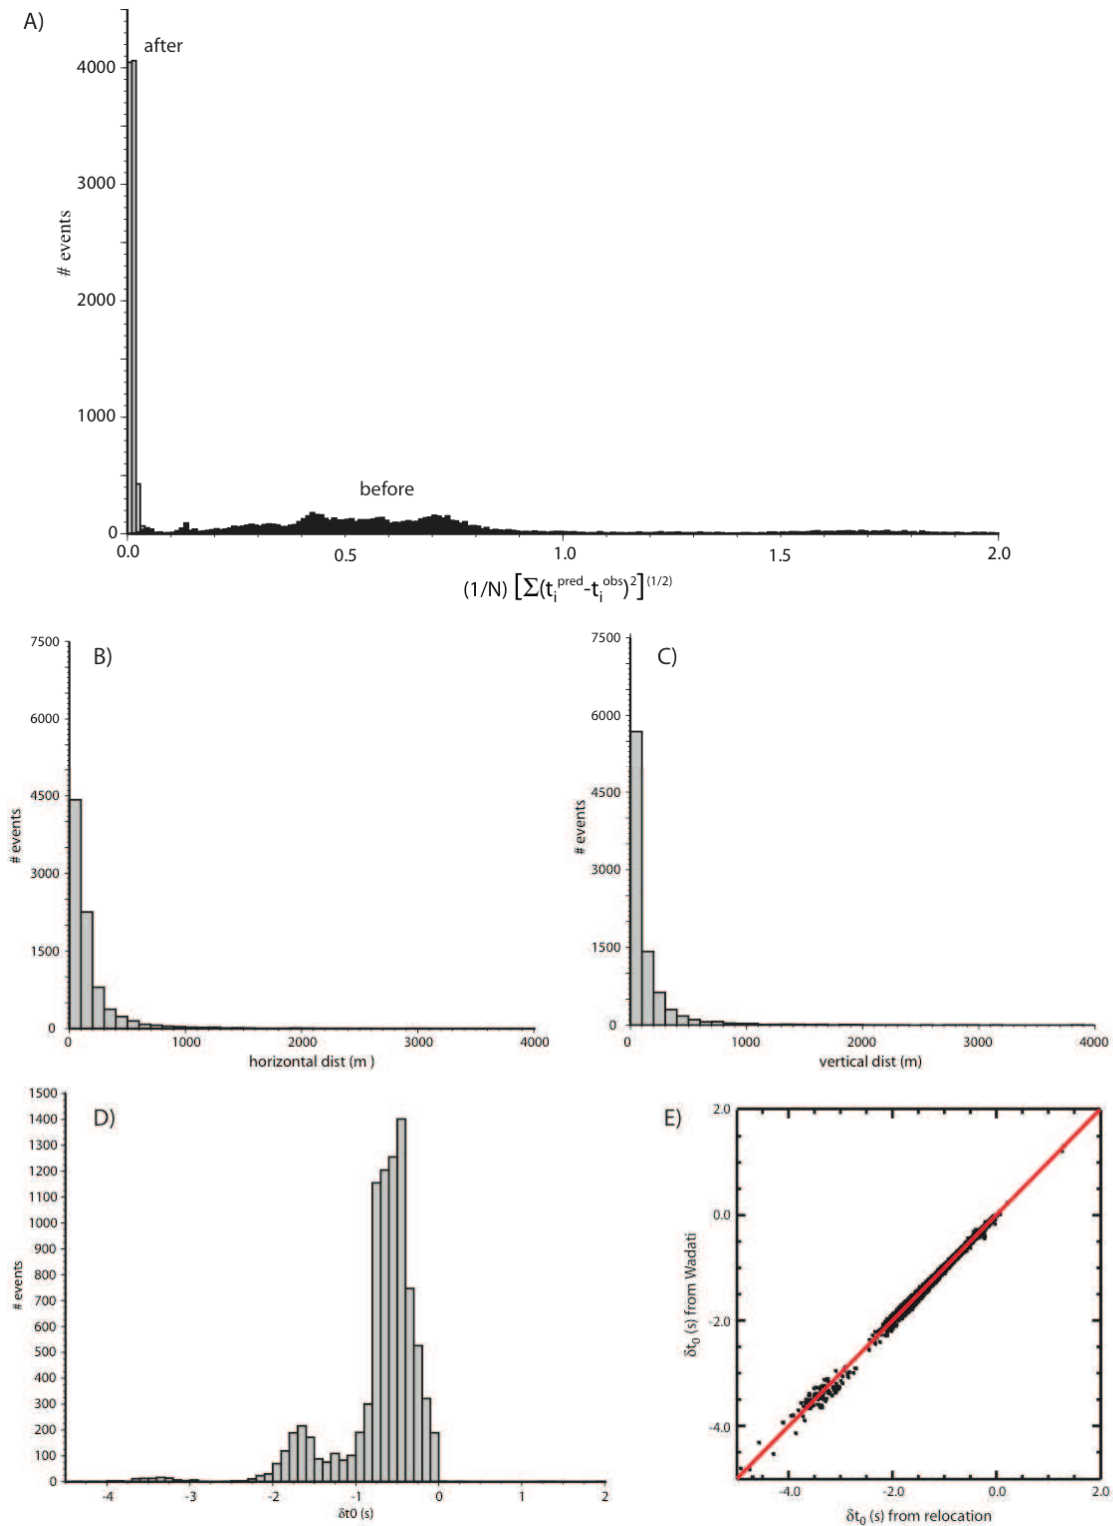 A)
after
4000
3000
2000
1000
0
# events
before
0.0 0.5 1.0 1.5 2.0
(1/N) [Σ(t_i^pred-t_i^obs)^2]^(1/2)
B)
7500
6000
4500
3000
1500
0
# events
0 1000 2000 3000 4000
horizontal dist (m )
C)
7500
6000
4500
3000
1500
0
# events
0 1000 2000 3000 4000
vertical dist (m)
D)
1500
1400
1300
1200
1100
1000
900
800
700
600
500
400
300
200
100
0
# events
-4 -3 -2 -1 0 1 2
δt0 (s)
E)
2.0
0.0
-2.0
-4.0
δt₀ (s) from Wadati
-4.0 -2.0 0.0 2.0
δt₀ (s) from relocation